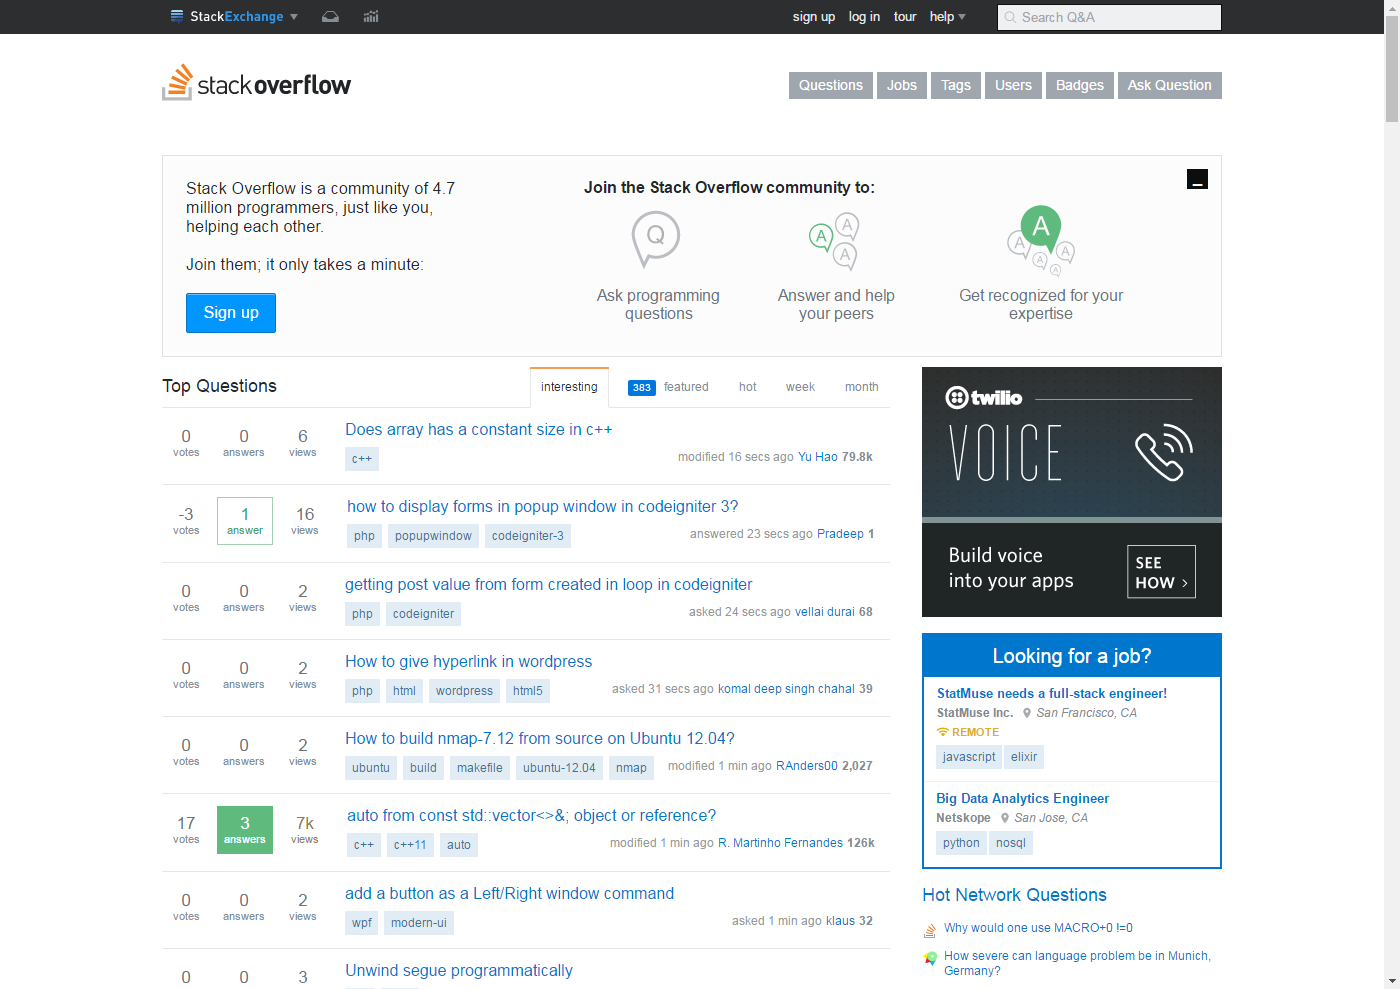 StackExchange
sign up log in tour help
Search Q&A
stackoverflow
Questions Jobs Tags Users Badges Ask Question
Stack Overflow is a community of 4.7
million programmers, just like you,
helping each other.
Join them; it only takes a minute:
Sign up
Join the Stack Overflow community to:
Q
A
A
A
A
A
A
A
A
Ask programming
questions
Answer and help
your peers
Get recognized for your
expertise
Top Questions
interesting
383 featured
hot
week
month
0 votes
0 answers
6 views
Does array has a constant size in c++
c++
modified 16 secs ago Yu Hao 79.8k
-3 votes
1 answer
16 views
how to display forms in popup window in codeigniter 3?
php popupwindow codeigniter-3
answered 23 secs ago Pradeep 1
0 votes
0 answers
2 views
getting post value from form created in loop in codeigniter
php codeigniter
asked 24 secs ago vellai durai 68
0 votes
0 answers
2 views
How to give hyperlink in wordpress
php html wordpress html5
asked 31 secs ago komal deep singh chahal 39
0 votes
0 answers
2 views
How to build nmap-7.12 from source on Ubuntu 12.04?
ubuntu build makefile ubuntu-12.04 nmap
modified 1 min ago RAnders00 2,027
17 votes
3 answers
7k views
auto from const std::vector<>&; object or reference?
c++ c++11 auto
modified 1 min ago R. Martinho Fernandes 126k
0 votes
0 answers
2 views
add a button as a Left/Right window command
wpf modern-ui
asked 1 min ago klaus 32
0
0
3
Unwind segue programmatically
twilio
VOICE
Build voice
into your apps
SEE
HOW >
Looking for a job?
StatMuse needs a full-stack engineer!
StatMuse Inc. San Francisco, CA
REMOTE
javascript elixir
Big Data Analytics Engineer
Netskope San Jose, CA
python nosql
Hot Network Questions
Why would one use MACRO+0 !=0
How severe can language problem be in Munich,
Germany?